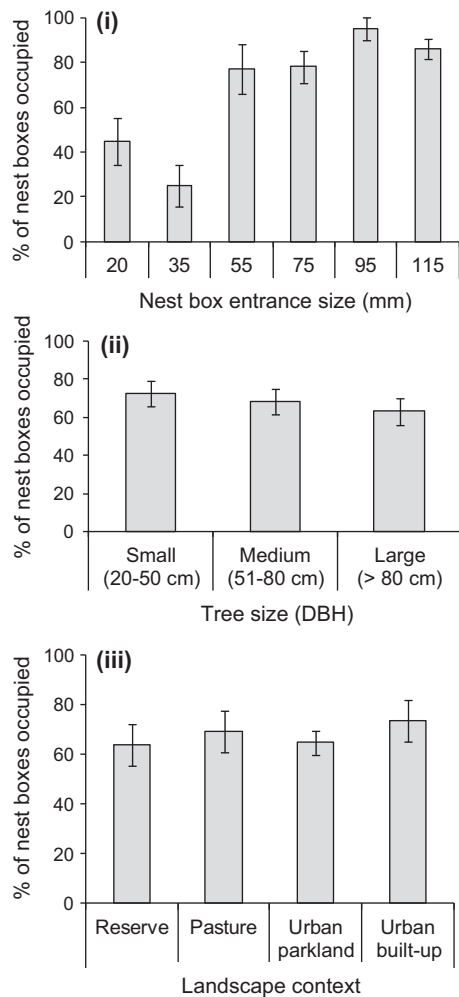 (i)
% of nest boxes occupied
100
80
60
40
20
0
20 35 55 75 95 115
Nest box entrance size (mm)
(ii)
% of nest boxes occupied
100
80
60
40
20
0
Small Medium Large
(20-50 cm) (51-80 cm) (> 80 cm)
Tree size (DBH)
(iii)
% of nest boxes occupied
100
80
60
40
20
0
Reserve Pasture Urban Urban
parkland built-up
Landscape context